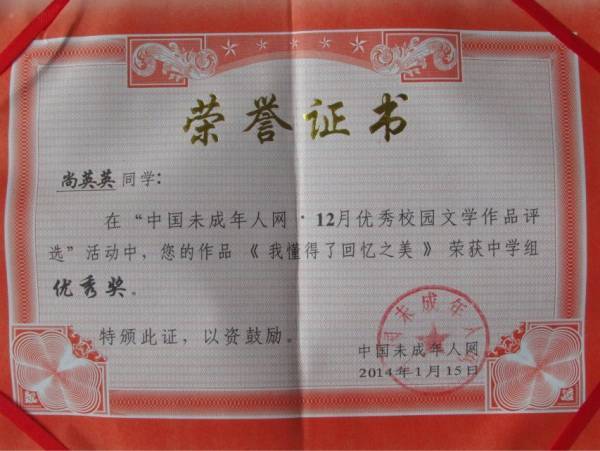 荣誉证书
尚英英同学：
在“中国未成年人网·12月优秀校园文学作品评
选”活动中，您的作品《我懂得了回忆之美》荣获中学组
优秀奖。
特颁此证，以资鼓励。
中国未成年人网
2014年1月15日